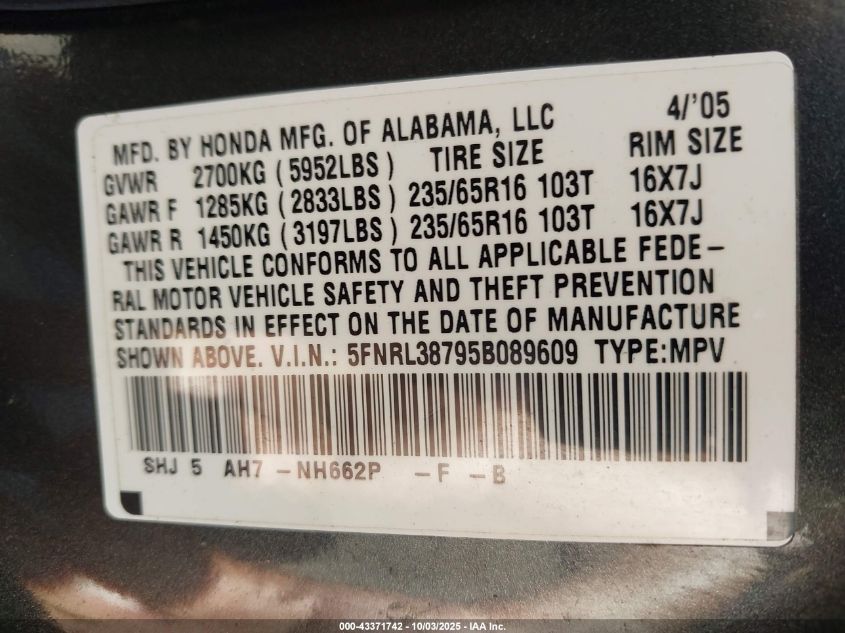 4/'05
MFD. BY HONDA MFG. OF ALABAMA, LLC
GVWR 2700KG (5952LBS) TIRE SIZE RIM SIZE
GAWR F 1285KG (2833LBS) 235/65R16 103T 16X7J
GAWR R 1450KG (3197LBS) 235/65R16 103T 16X7J
THIS VEHICLE CONFORMS TO ALL APPLICABLE FEDE-
RAL MOTOR VEHICLE SAFETY AND THEFT PREVENTION
STANDARDS IN EFFECT ON THE DATE OF MANUFACTURE
SHOWN ABOVE. V.I.N.: 5FNRL38795B089609 TYPE:MPV
SHJ 5 AH7 -NH662P -F -B
000-43371742 - 10/03/2025 - IAA Inc.